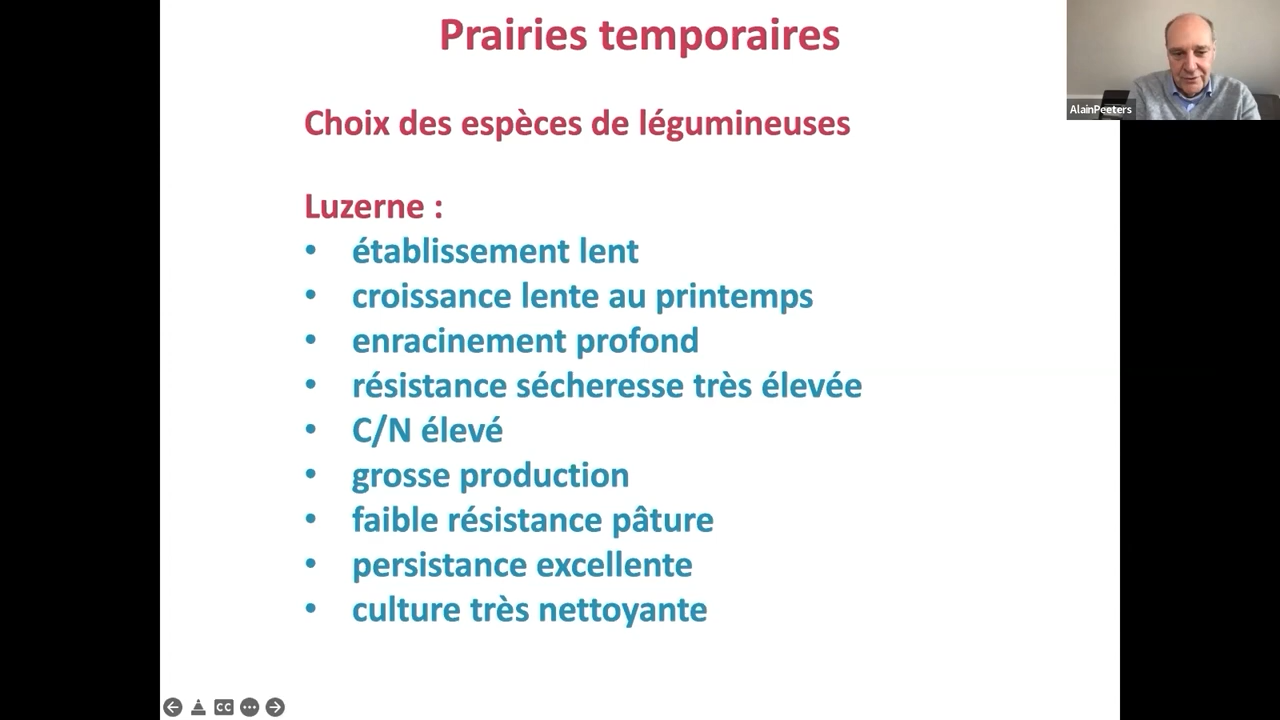 Prairies temporaires
AlainPeeters
Choix des espèces de légumineuses
Luzerne :
• établissement lent
• croissance lente au printemps
• enracinement profond
• résistance sécheresse très élevée
• C/N élevé
• grosse production
• faible résistance pâture
• persistance excellente
• culture très nettoyante
CC